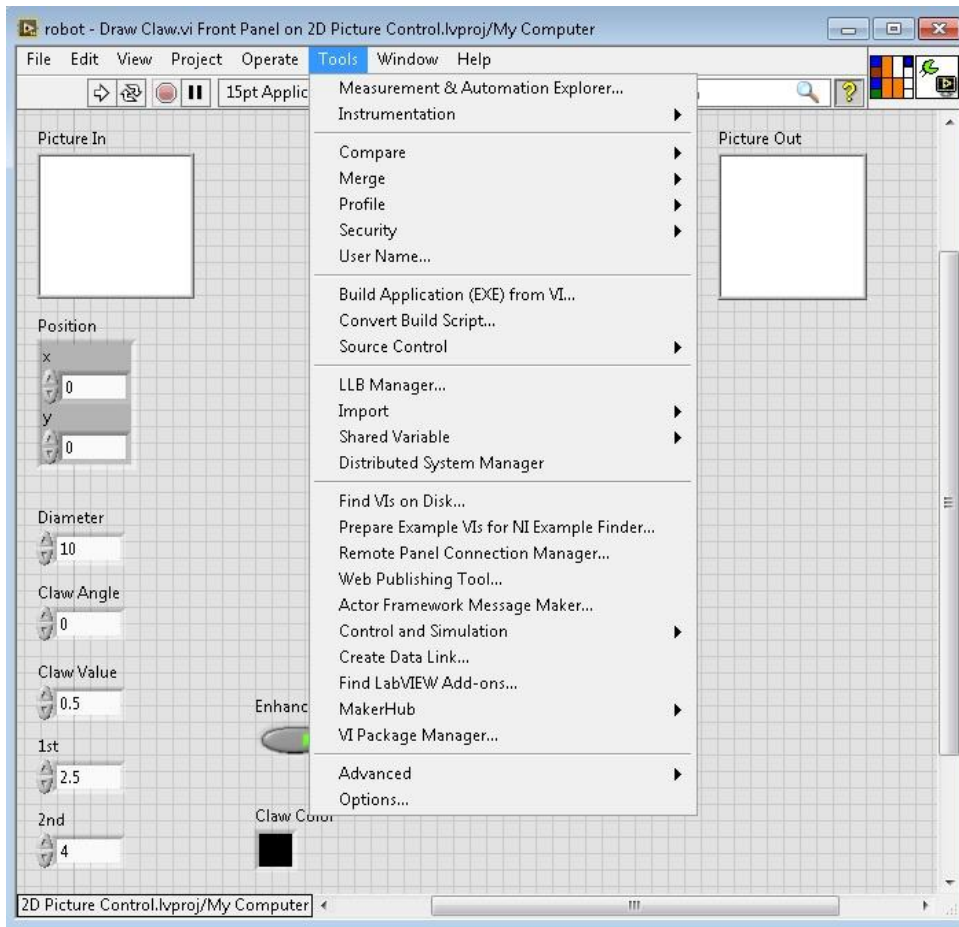 robot - Draw Claw.vi Front Panel on 2D Picture Control.lvproj/My Computer
File Edit View Project Operate Tools Window Help
15pt Applic
Measurement & Automation Explorer...
Instrumentation
Compare
Merge
Profile
Security
User Name...
Build Application (EXE) from VI...
Convert Build Script...
Source Control
LLB Manager...
Import
Shared Variable
Distributed System Manager
Find VIs on Disk...
Prepare Example VIs for NI Example Finder...
Remote Panel Connection Manager...
Web Publishing Tool...
Actor Framework Message Maker...
Control and Simulation
Create Data Link...
Find LabVIEW Add-ons...
MakerHub
VI Package Manager...
Advanced
Options...
Picture In
Position
x
0
y
0
Diameter
10
Claw Angle
0
Claw Value
0.5
1st
2.5
2nd
4
Enhanc
Claw Color
Picture Out
2D Picture Control.lvproj/My Computer